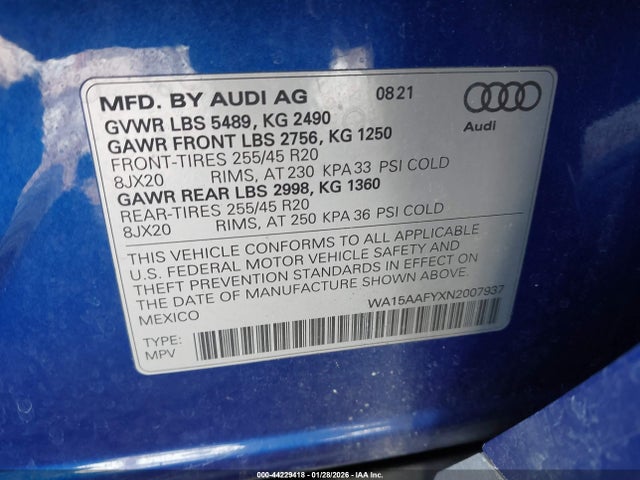 MFD. BY AUDI AG 08 21
GVWR LBS 5489, KG 2490
GAWR FRONT LBS 2756, KG 1250
FRONT-TIRES 255/45 R20
8JX20 RIMS, AT 230 KPA 33 PSI COLD
GAWR REAR LBS 2998, KG 1360
REAR-TIRES 255/45 R20
8JX20 RIMS, AT 250 KPA 36 PSI COLD
Audi
THIS VEHICLE CONFORMS TO ALL APPLICABLE
U.S. FEDERAL MOTOR VEHICLE SAFETY AND
THEFT PREVENTION STANDARDS IN EFFECT ON
THE DATE OF MANUFACTURE SHOWN ABOVE.
MEXICO
WA15AAFYXN2007937
TYPE:
MPV
000-44229418 | 01/28/2026 - IAA Inc.